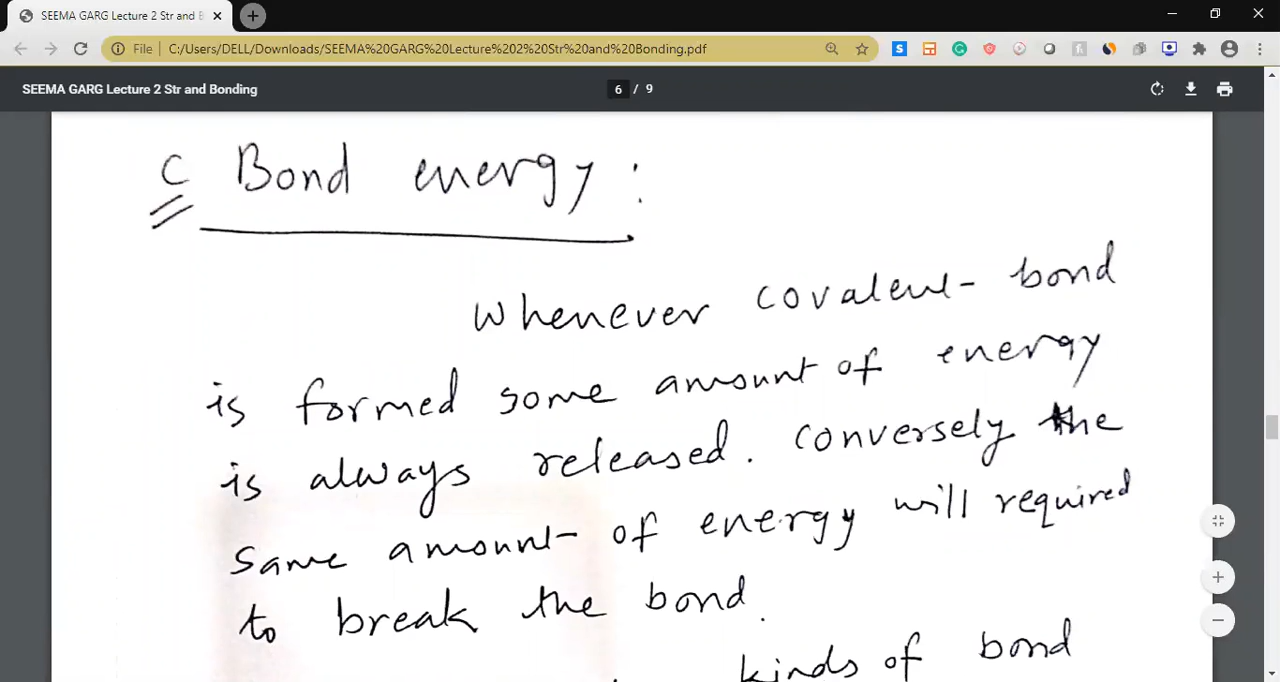 SEEMA GARG Lecture 2 Str and B
File
C:/Users/DELL/Downloads/SEEMA%20GARG%20Lecture%202%20Str%20and%20Bonding.pdf
SEEMA GARG Lecture 2 Str and Bonding
6 / 9
C Bond energy :
Whenever covalent bond
is formed some amount of energy
is always released. Conversely the
same amount of energy will required
to break the bond.
kinds of bond